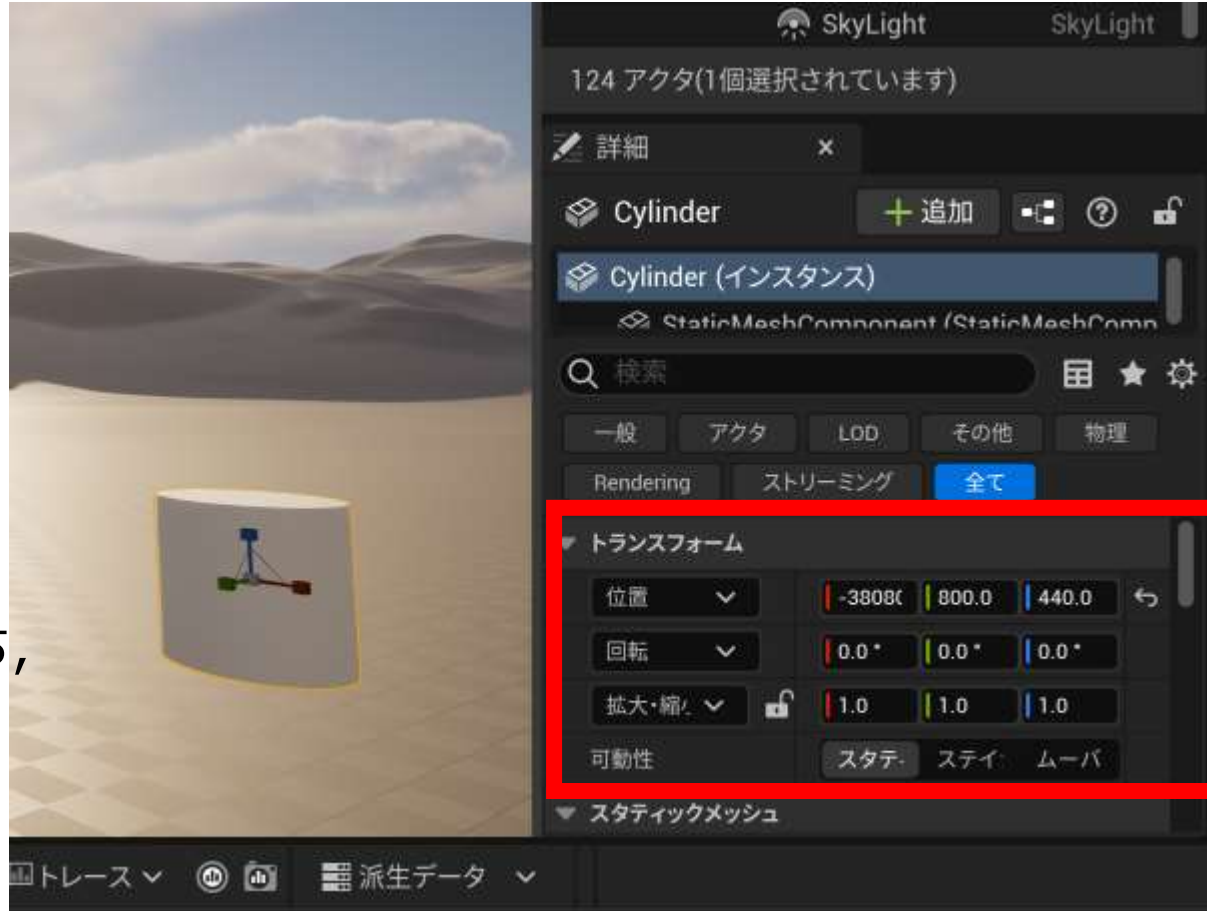 SkyLight SkyLight
124 アクタ(1個選択されています)
詳細
Cylinder 追加
Cylinder (インスタンス)
StaticMeshComponent (StaticMeshComp
検索
一般 アクタ LOD その他 物理
Rendering ストリーミング 全て
トランスフォーム
位置 -38080 800.0 440.0
回転 0.0° 0.0° 0.0°
拡大・縮 1.0 1.0 1.0
可動性 スタテ ステイ ムーバ
スタティックメッシュ
トレース 派生データ